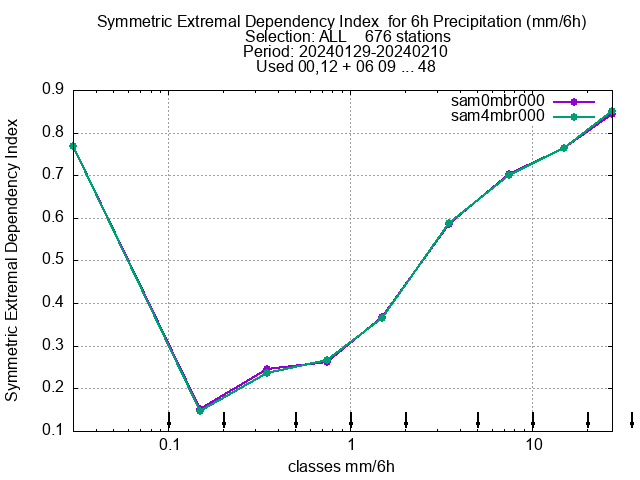 Symmetric Extremal Dependency Index  for 6h Precipitation (mm/6h)
Selection: ALL    676 stations
Period: 20240129-20240210
Used 00,12 + 06 09 ... 48
sam0mbr000
sam4mbr000
Symmetric Extremal Dependency Index
0.9
0.8
0.7
0.6
0.5
0.4
0.3
0.2
0.1
0.1
1
10
classes mm/6h